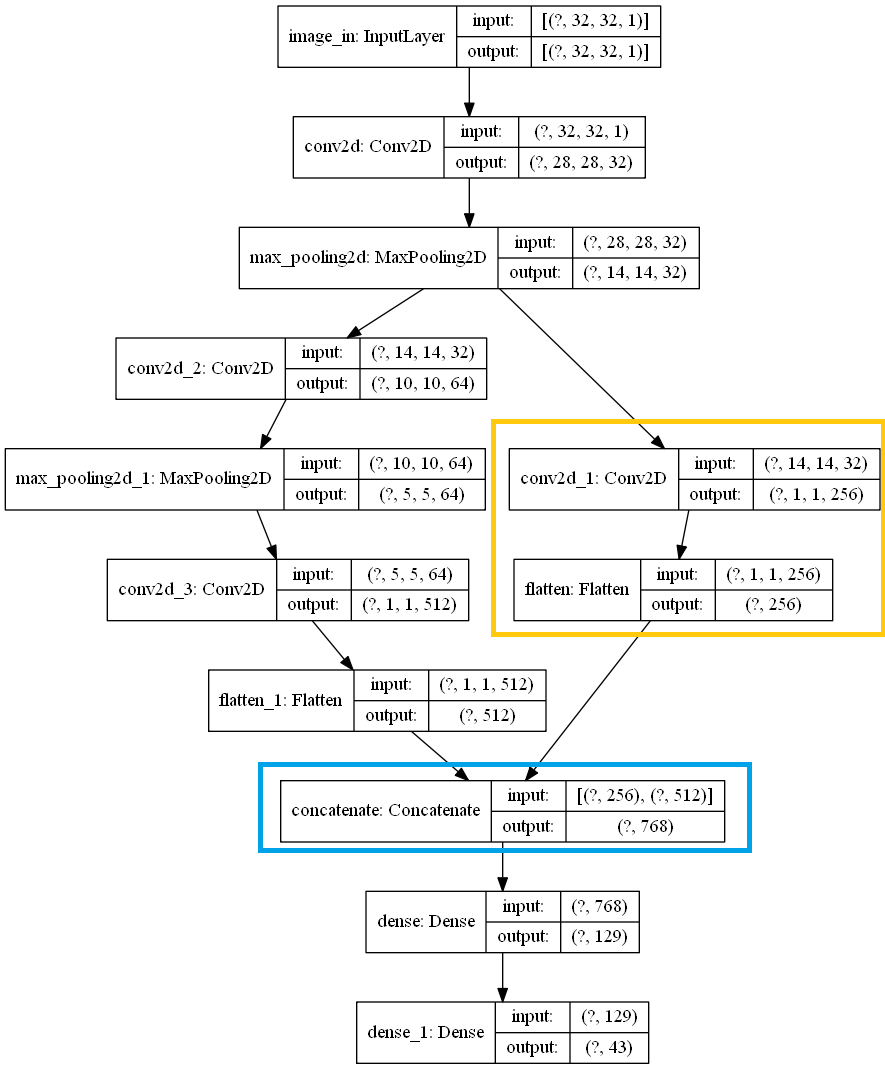 image_in: InputLayer
input:
[(?, 32, 32, 1)]
output:
[(?, 32, 32, 1)]
conv2d: Conv2D
input:
(?, 32, 32, 1)
output:
(?, 28, 28, 32)
max_pooling2d: MaxPooling2D
input:
(?, 28, 28, 32)
output:
(?, 14, 14, 32)
conv2d_2: Conv2D
input:
(?, 14, 14, 32)
output:
(?, 10, 10, 64)
max_pooling2d_1: MaxPooling2D
input:
(?, 10, 10, 64)
output:
(?, 5, 5, 64)
conv2d_1: Conv2D
input:
(?, 14, 14, 32)
output:
(?, 1, 1, 256)
conv2d_3: Conv2D
input:
(?, 5, 5, 64)
output:
(?, 1, 1, 512)
flatten: Flatten
input:
(?, 1, 1, 256)
output:
(?, 256)
flatten_1: Flatten
input:
(?, 1, 1, 512)
output:
(?, 512)
concatenate: Concatenate
input:
[(?, 256), (?, 512)]
output:
(?, 768)
dense: Dense
input:
(?, 768)
output:
(?, 129)
dense_1: Dense
input:
(?, 129)
output:
(?, 43)